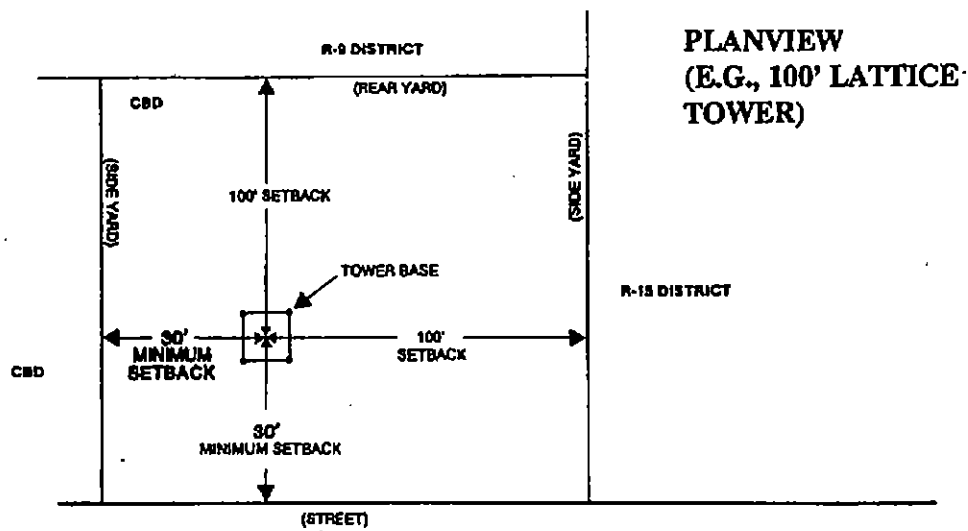 R-9 DISTRICT
PLANVIEW
(E.G., 100' LATTICE
TOWER)
(REAR YARD)
CBD
(SIDE YARD)
(SIDE YARD)
100' SETBACK
TOWER BASE
R-15 DISTRICT
30'
MINIMUM
SETBACK
100'
SETBACK
CBD
30'
MINIMUM SETBACK
(STREET)